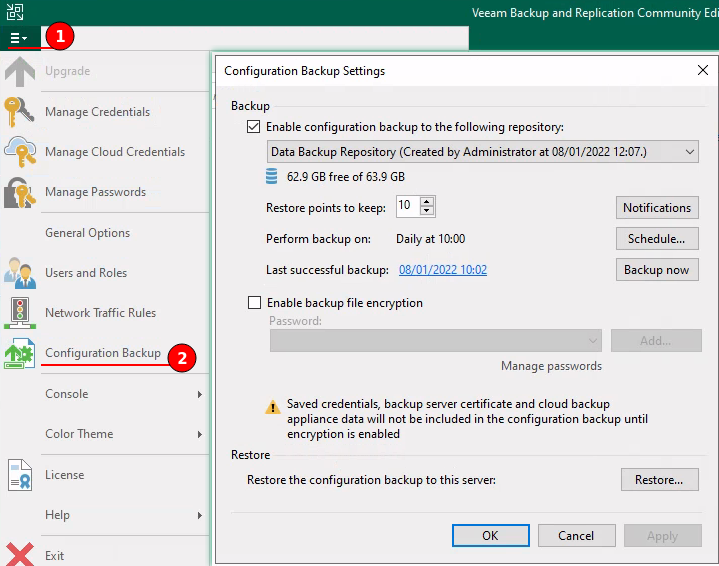 Veeam Backup and Replication Community Edi
1
Upgrade
Manage Credentials
Manage Cloud Credentials
Manage Passwords
General Options
Users and Roles
Network Traffic Rules
Configuration Backup
2
Console
Color Theme
License
Help
Exit
Configuration Backup Settings
Backup
Enable configuration backup to the following repository:
Data Backup Repository (Created by Administrator at 08/01/2022 12:07.)
62.9 GB free of 63.9 GB
Restore points to keep: 10 Notifications
Perform backup on: Daily at 10:00 Schedule...
Last successful backup: 08/01/2022 10:02 Backup now
Enable backup file encryption
Password:
Add...
Manage passwords
Saved credentials, backup server certificate and cloud backup
appliance data will not be included in the configuration backup until
encryption is enabled
Restore
Restore the configuration backup to this server: Restore...
OK Cancel Apply